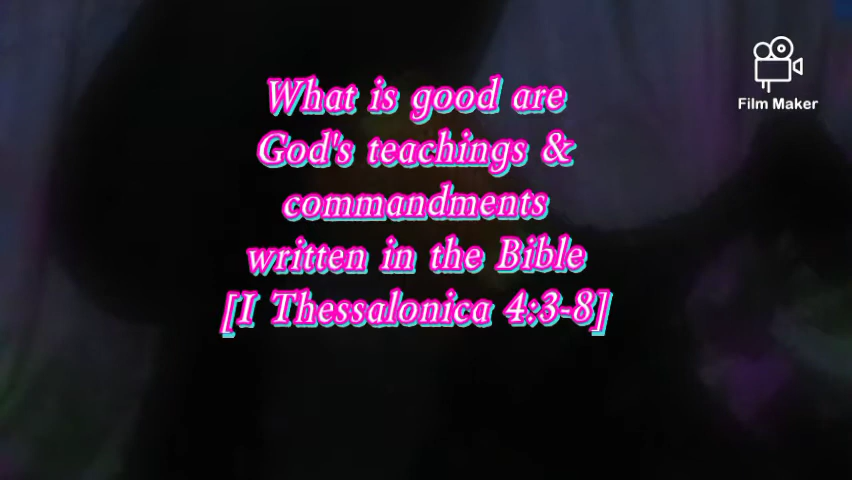 What is good are
God's teachings &
commandments
written in the Bible
[I Thessalonica 4:3-8]
Film Maker